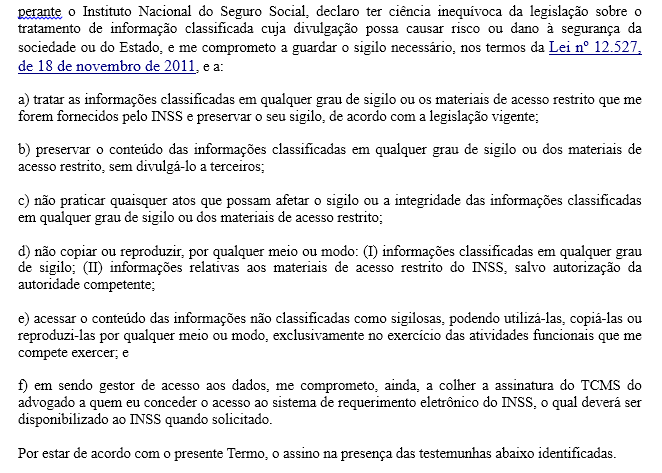 perante o Instituto Nacional do Seguro Social, declaro ter ciência inequívoca da legislação sobre o
tratamento de informação classificada cuja divulgação possa causar risco ou dano à segurança da
sociedade ou do Estado, e me comprometo a guardar o sigilo necessário, nos termos da Lei nº 12.527,
de 18 de novembro de 2011, e a:
a) tratar as informações classificadas em qualquer grau de sigilo ou os materiais de acesso restrito que me
forem fornecidos pelo INSS e preservar o seu sigilo, de acordo com a legislação vigente;
b) preservar o conteúdo das informações classificadas em qualquer grau de sigilo ou dos materiais de
acesso restrito, sem divulgá-lo a terceiros;
c) não praticar quaisquer atos que possam afetar o sigilo ou a integridade das informações classificadas
em qualquer grau de sigilo ou dos materiais de acesso restrito;
d) não copiar ou reproduzir, por qualquer meio ou modo: (I) informações classificadas em qualquer grau
de sigilo; (II) informações relativas aos materiais de acesso restrito do INSS, salvo autorização da
autoridade competente;
e) acessar o conteúdo das informações não classificadas como sigilosas, podendo utilizá-las, copiá-las ou
reproduzi-las por qualquer meio ou modo, exclusivamente no exercício das atividades funcionais que me
compete exercer; e
f) em sendo gestor de acesso aos dados, me comprometo, ainda, a colher a assinatura do TCMS do
advogado a quem eu conceder o acesso ao sistema de requerimento eletrônico do INSS, o qual deverá ser
disponibilizado ao INSS quando solicitado.
Por estar de acordo com o presente Termo, o assino na presença das testemunhas abaixo identificadas.